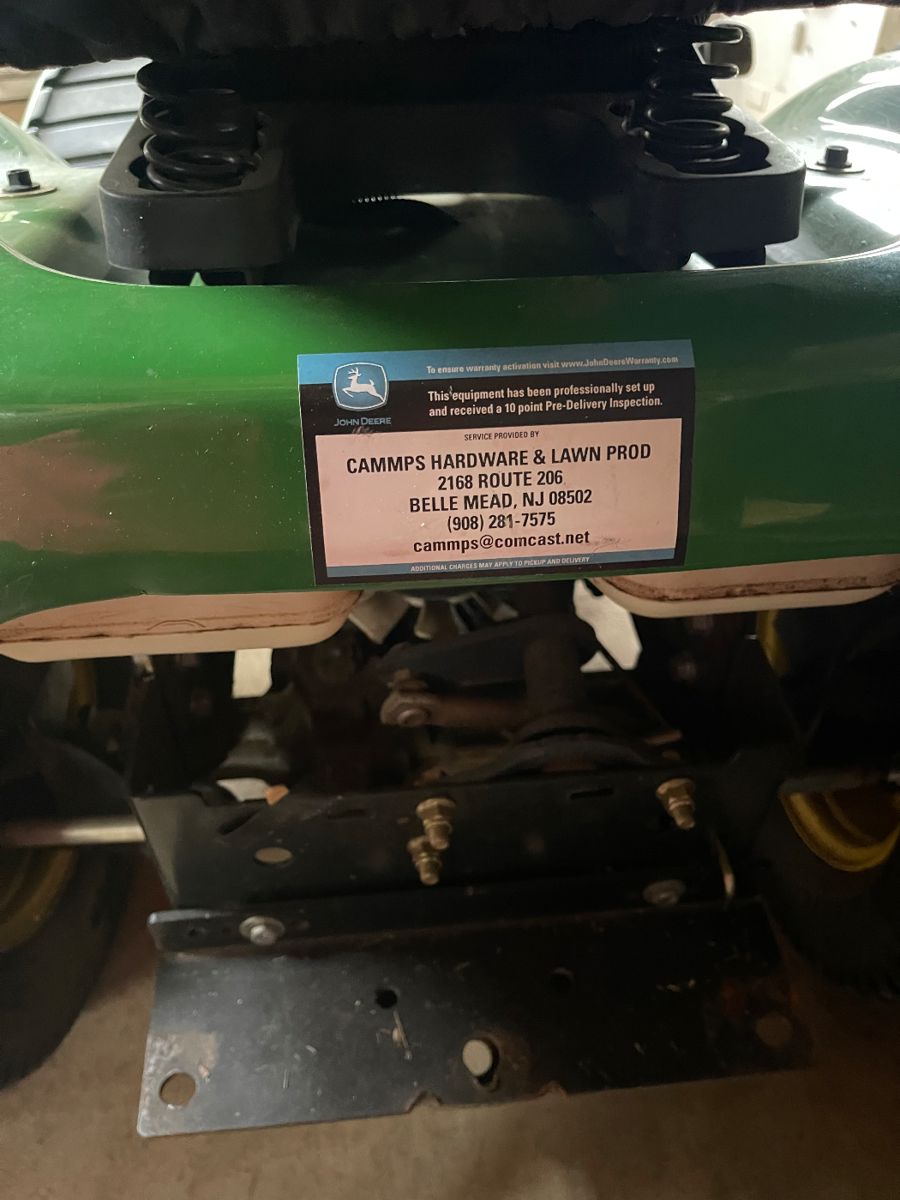 To ensure warranty activation visit www.JohnDeereWarranty.com
This equipment has been professionally set up
and received a 10 point Pre-Delivery Inspection.
JOHN DEERE
SERVICE PROVIDED BY
CAMMPS HARDWARE & LAWN PROD
2168 ROUTE 206
BELLE MEAD, NJ 08502
(908) 281-7575
cammps@comcast.net
ADDITIONAL CHARGES MAY APPLY TO PICKUP AND DELIVERY